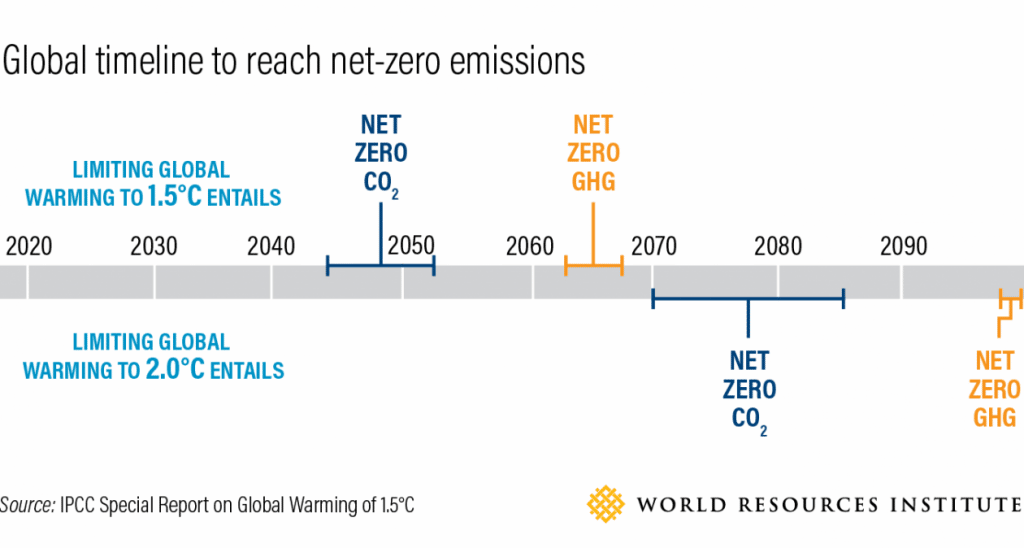 Global timeline to reach net-zero emissions
NET
ZERO
CO₂
NET
ZERO
GHG
LIMITING GLOBAL
WARMING TO 1.5°C ENTAILS
2020 2030 2040 2050 2060 2070 2080 2090
LIMITING GLOBAL
WARMING TO 2.0°C ENTAILS
NET
ZERO
CO₂
NET
ZERO
GHG
Source: IPCC Special Report on Global Warming of 1.5°C
WORLD RESOURCES INSTITUTE